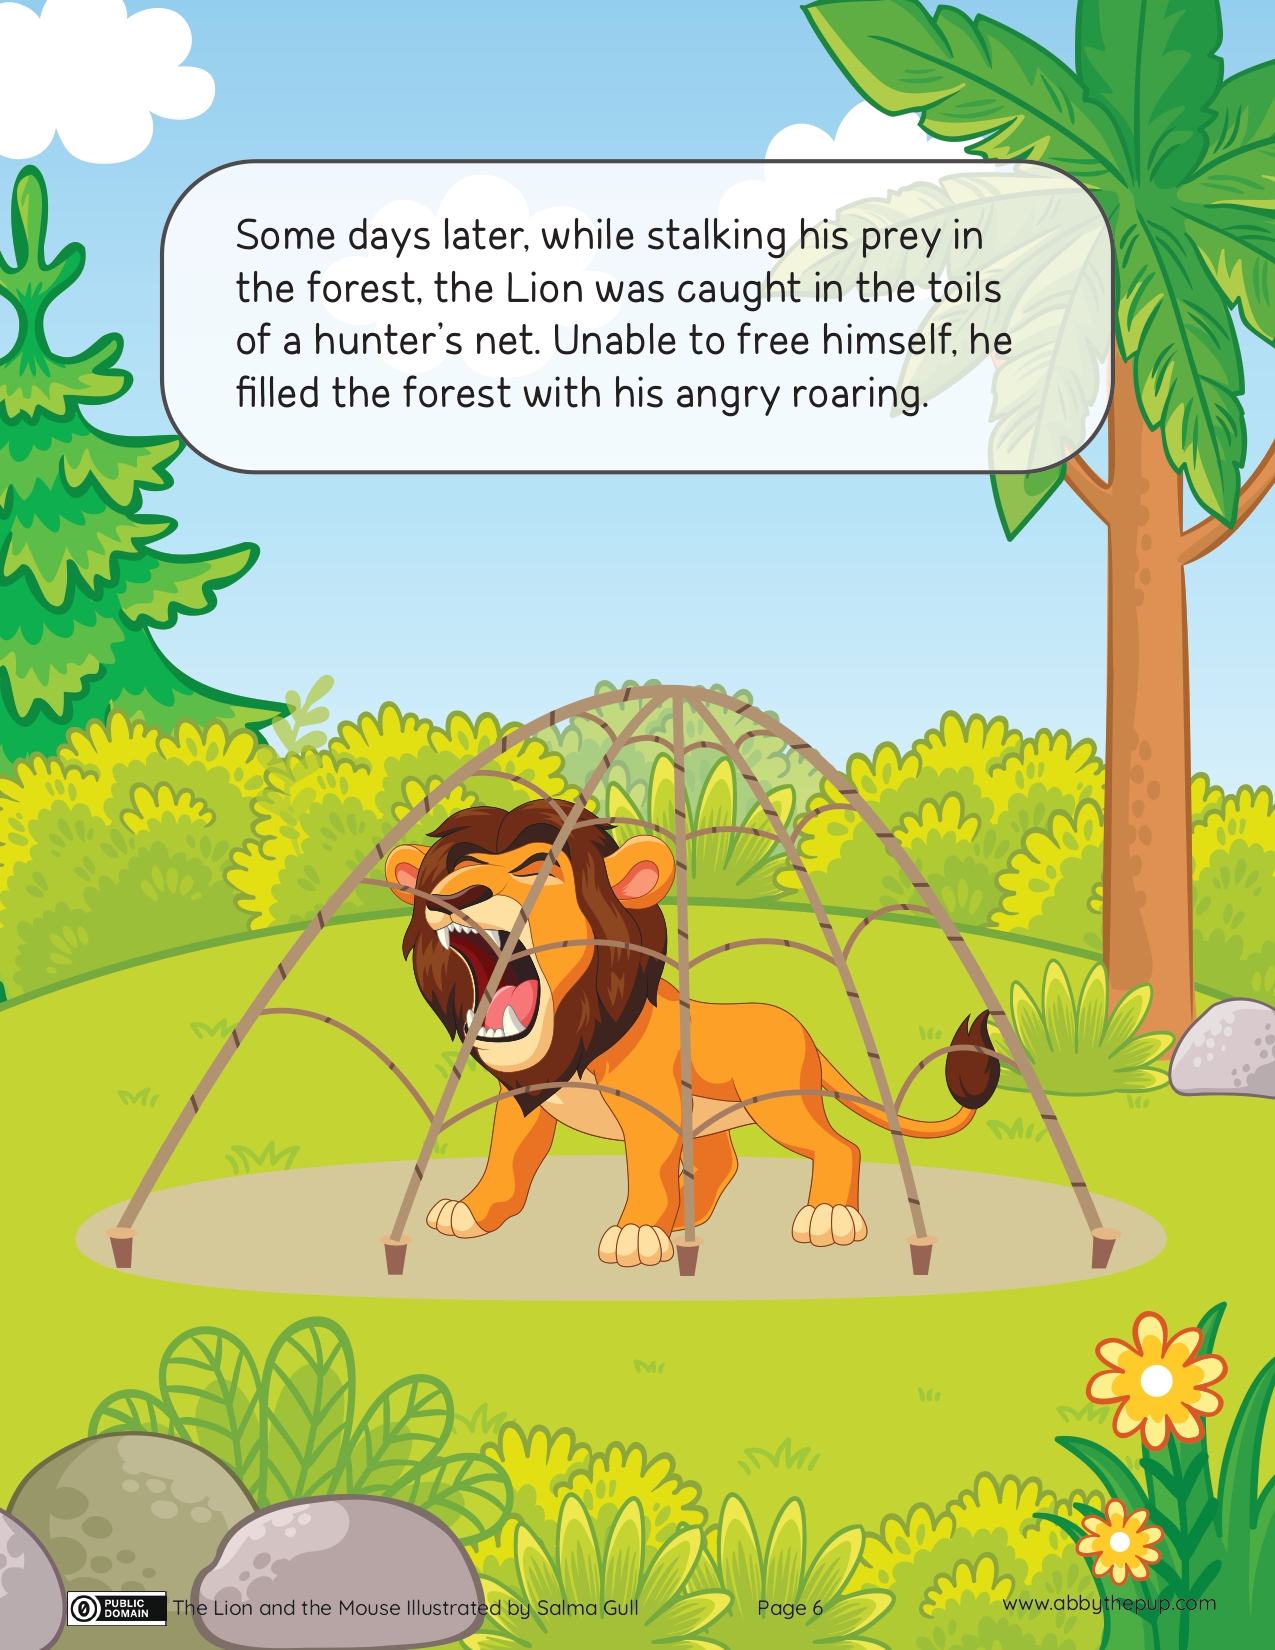 Some days later, while stalking his prey in
the forest, the Lion was caught in the toils
of a hunter's net. Unable to free himself, he
filled the forest with his angry roaring.
0 PUBLIC
DOMAIN
The Lion and the Mouse Illustrated by Salma Gull
Page 6
www.abbythepup.com